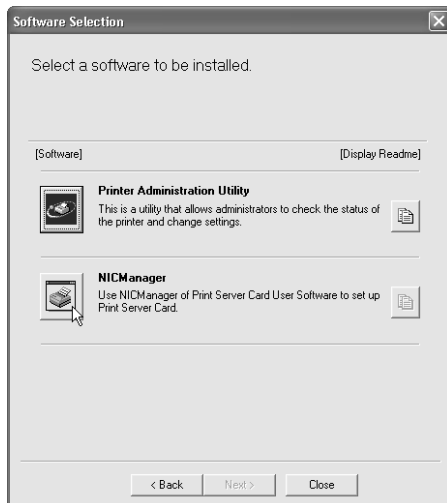 Software Selection
Select a software to be installed.
[Software] [Display Readme]
Printer Administration Utility
This is a utility that allows administrators to check the status of
the printer and change settings.
NICManager
Use NICManager of Print Server Card User Software to set up
Print Server Card.
< Back Next > Close